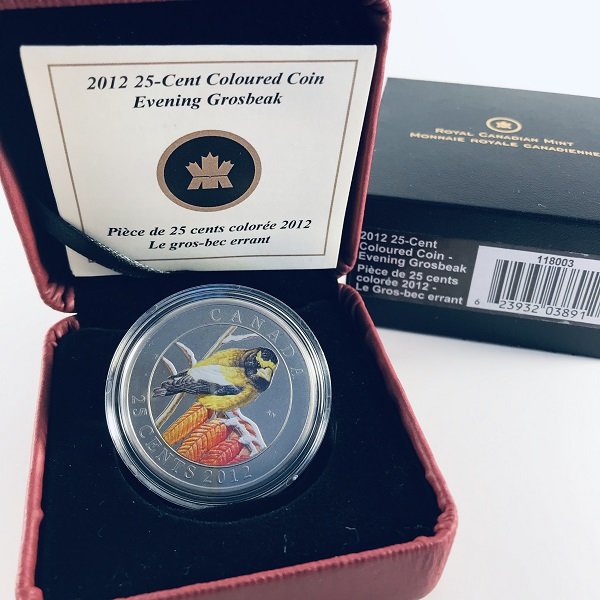 2012 25-Cent Coloured Coin
Evening Grosbeak
Pièce de 25 cents colorée 2012
Le gros-bec errant
ROYAL CANADIAN MINT
MONNAIE ROYALE CANADIENNE
2012 25-Cent
Coloured Coin -
Evening Grosbeak
Pièce de 25 cents
colorée 2012 -
Le Gros-bec errant
118003
6 23932 03891
CANADA
25 CENTS 2012